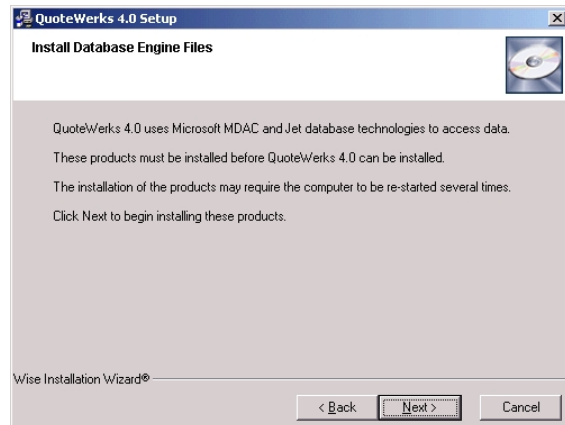 QuoteWerks 4.0 Setup
Install Database Engine Files
QuoteWerks 4.0 uses Microsoft MDAC and Jet database technologies to access data.
These products must be installed before QuoteWerks 4.0 can be installed.
The installation of the products may require the computer to be re-started several times.
Click Next to begin installing these products.
Wise Installation Wizard®
< Back Next > Cancel